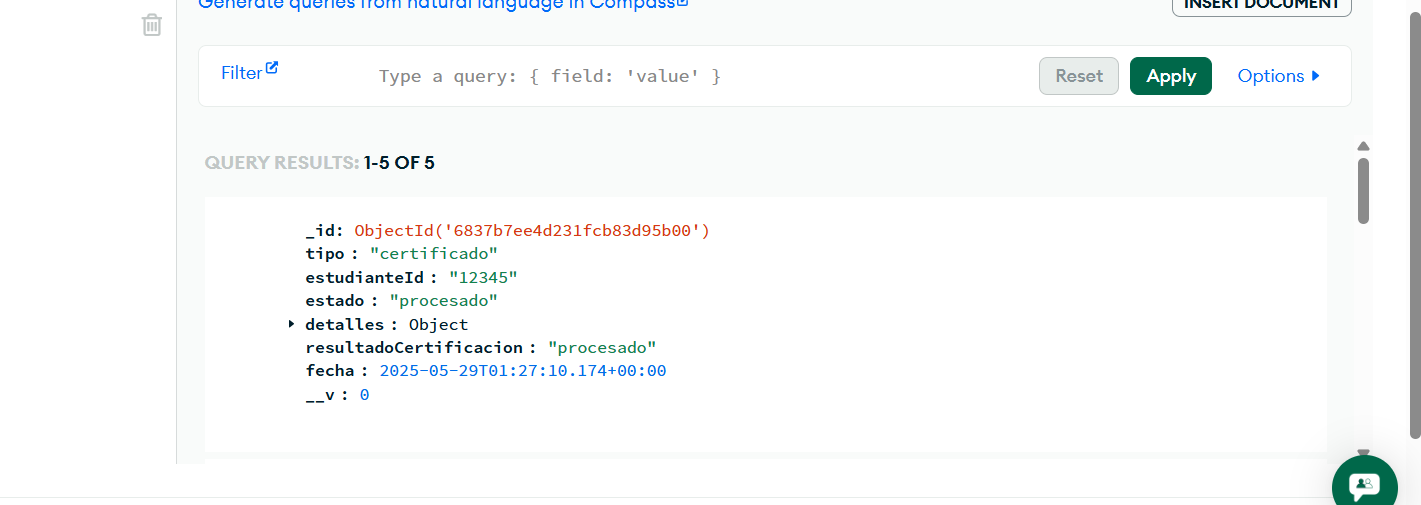 Generate queries from natural language in Compass
INSERT DOCUMENT
Filter Type a query: { field: 'value' } Reset Apply Options
QUERY RESULTS: 1-5 OF 5
_id: ObjectId('6837b7ee4d231fcb83d95b00')
tipo : "certificado"
estudianteId : "12345"
estado : "procesado"
detalles : Object
resultadoCertificacion : "procesado"
fecha : 2025-05-29T01:27:10.174+00:00
__v : 0